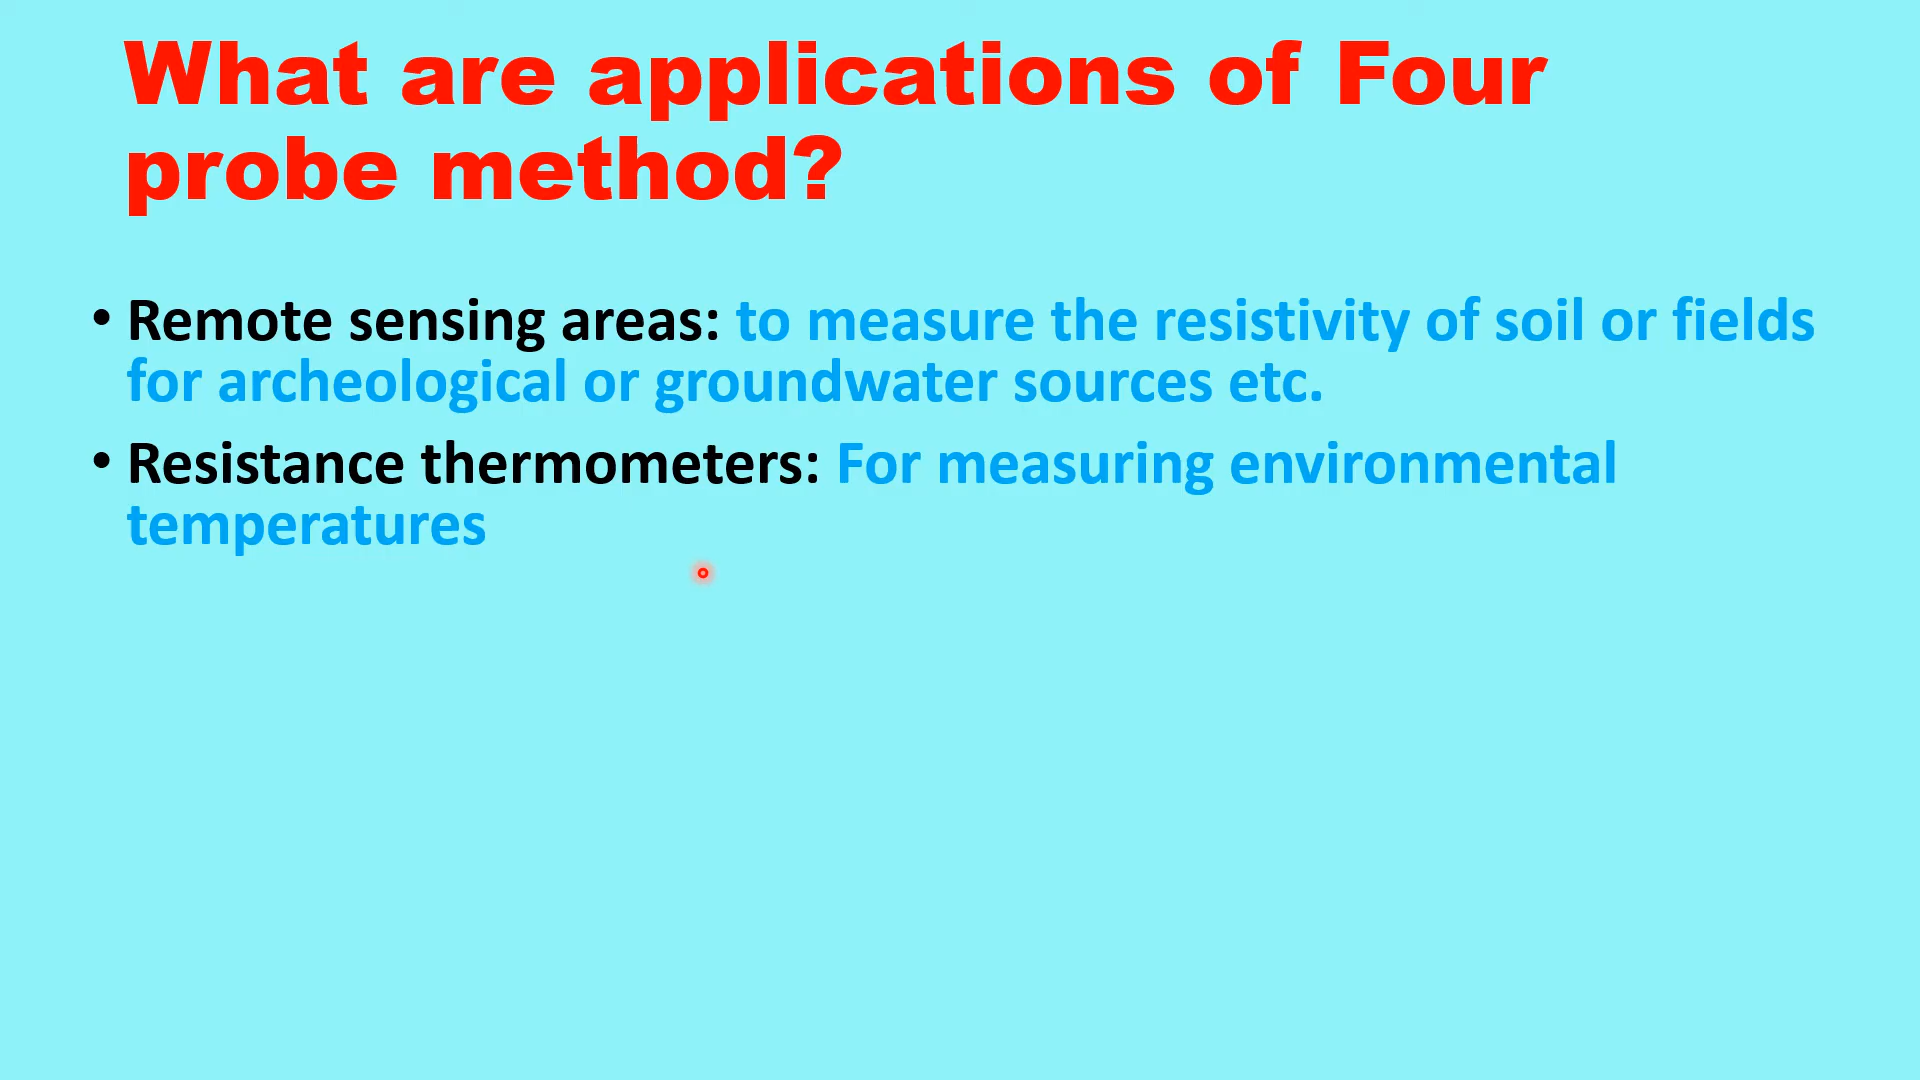 What are applications of Four
probe method?
• Remote sensing areas: to measure the resistivity of soil or fields
for archeological or groundwater sources etc.
• Resistance thermometers: For measuring environmental
temperatures